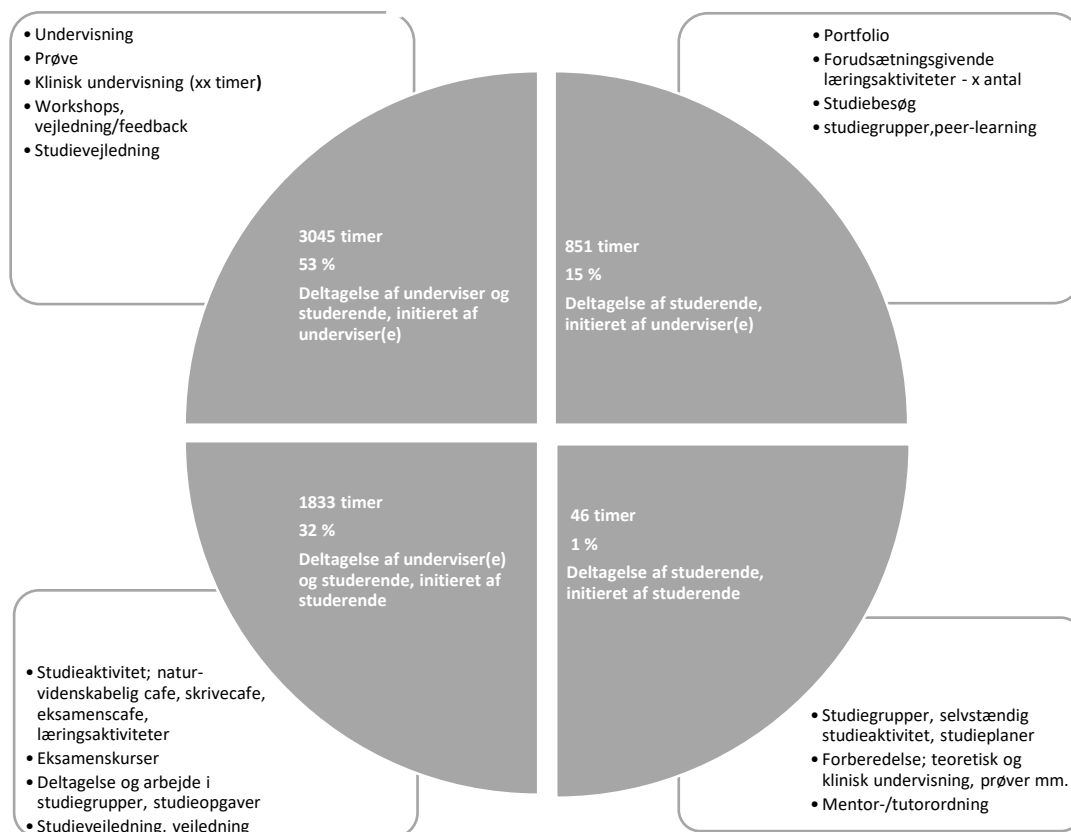 • Undervisning
• Prøve
• Klinisk undervisning (xx timer)
• Workshops,
vejledning/feedback
• Studievejledning
• Portfolio
• Forudsætningsgivende
læringsaktiviteter - x antal
• Studiebesøg
• studiegrupper,peer-learning
3045 timer
53 %
Deltagelse af underviser og
studerende, initieret af
underviser(e)
851 timer
15 %
Deltagelse af studerende,
initieret af underviser(e)
1833 timer
32 %
Deltagelse af underviser(e)
og studerende, initieret af
studerende
46 timer
1 %
Deltagelse af studerende,
initieret af studerende
• Studieaktivitet; natur-
videnskabelig cafe, skrivecafe,
eksamenscafe,
læringsaktiviteter
• Eksamenskurser
• Deltagelse og arbejde i
studiegrupper, studieopgaver
• Studievejledning, vejledning
• Studiegrupper, selvstændig
studieaktivitet, studieplaner
• Forberedelse; teoretisk og
klinisk undervisning, prøver mm.
• Mentor-/tutorordning